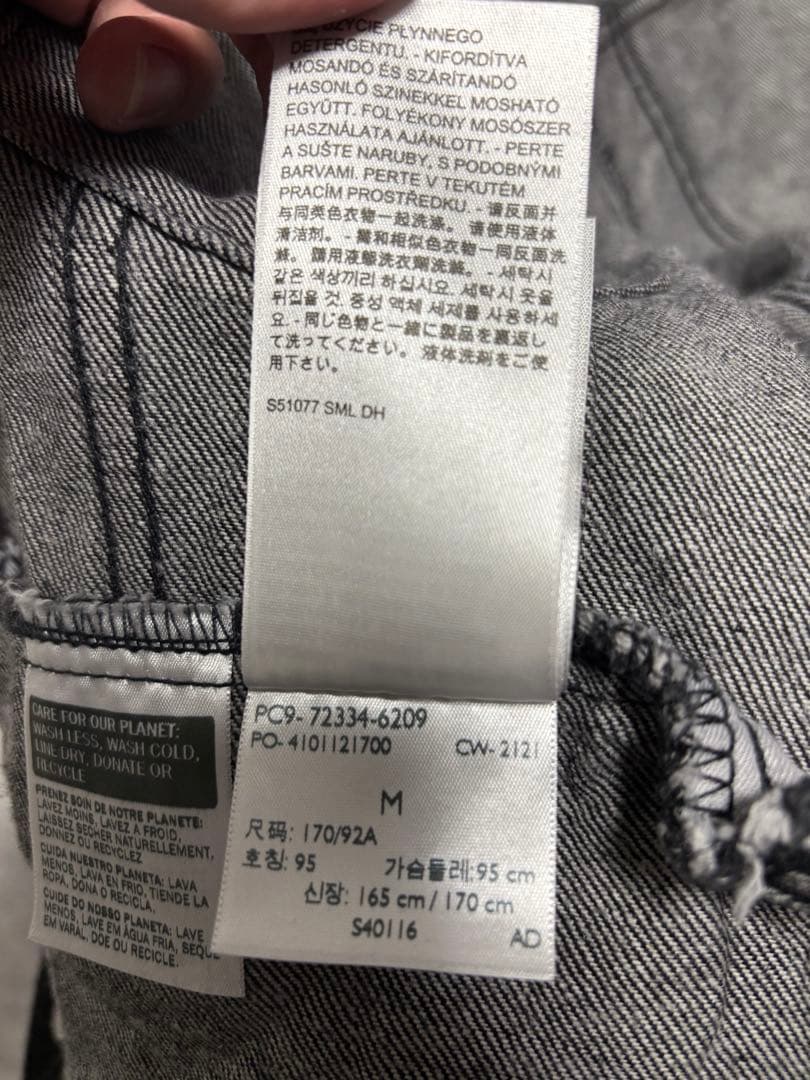 UŻYCIE PŁYNNEGO
DETERGENTU. - KIFORDÍTVA
MOSANDÓ ÉS SZÁRÍTANDÓ
HASONLÓ SZINEKKEL MOSHATÓ
EGYÜTT. FOLYÉKONY MOSÓSZER
HASZNÁLATA AJÁNLOTT. - PERTE
A SUŠTE NARUBY, S PODOBNÝMI
BARVAMI. PERTE V TEKUTÉM
PRACÍM PROSTŘEDKU. - 请反面并
与同类色衣物一起洗涤。 请使用液体
清洁剂。 - 需和相似色衣物一同反面洗
滌。 請用液態洗衣劑洗滌。 - 세탁시
같은 색상끼리 하십시요. 세탁시 옷을
뒤집을 것. 중성 액체 세제를 사용하세
요. - 同じ色物と一緒に製品を裏返し
て洗ってください。 液体洗剤をご使
用下さい。
S51077 SML DH
CARE FOR OUR PLANET:
WASH LESS, WASH COLD,
LINE DRY, DONATE OR
RECYCLE
PRENEZ SOIN DE NOTRE PLANETE:
LAVEZ MOINS, LAVEZ A FROID,
LAISSEZ SECHER NATURELLEMENT,
DONNEZ OU RECYCLEZ
CUIDA NUESTRO PLANETA: LAVA
MENOS, LAVA EN FRIO, TIENDE LA
ROPA, DONA O RECICLA.
CUIDE DO NOSSO PLANETA: LAVE
MENOS, LAVE EM ÁGUA FRIA, SEQUE
EM VARAL, DOE OU RECICLE.
PC9- 72334-6209
PO- 4101121700 CW- 2121
M
尺码: 170/92A
호칭: 95 가슴둘레:95 cm
신장: 165 cm / 170 cm
S40116 AD